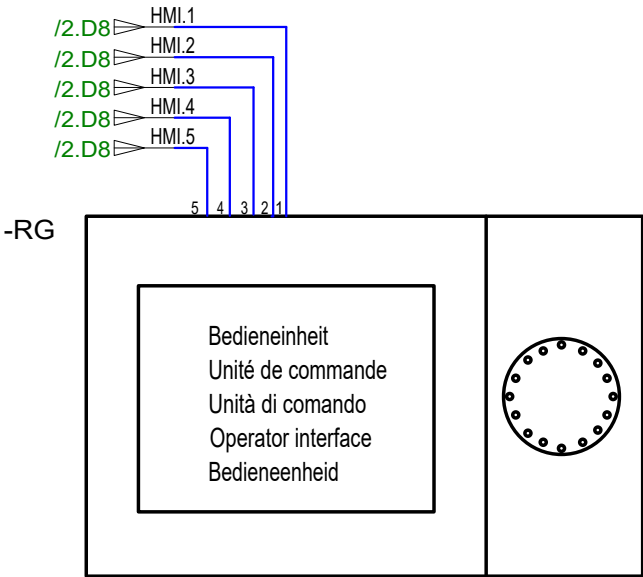 /2.D8 HMI.1
/2.D8 HMI.2
/2.D8 HMI.3
/2.D8 HMI.4
/2.D8 HMI.5
5 4 3 2 1
-RG
Bedieneinheit
Unité de commande
Unità di comando
Operator interface
Bedieneenheid